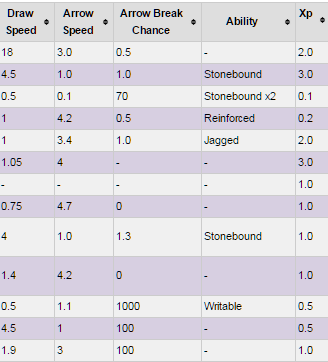 Draw Speed Arrow Speed Arrow Break Chance Ability Xp
18 3.0 0.5 - 2.0
4.5 1.0 1.0 Stonebound 3.0
0.5 0.1 70 Stonebound x2 0.1
1 4.2 0.5 Reinforced 0.2
1 3.4 1.0 Jagged 2.0
1.05 4 - - 3.0
- - - - 1.0
0.75 4.7 0 - 1.0
4 1.0 1.3 Stonebound 1.0
1.4 4.2 0 - 1.0
0.5 1.1 1000 Writable 0.5
4.5 1 100 - 0.5
1.9 3 100 - 1.0